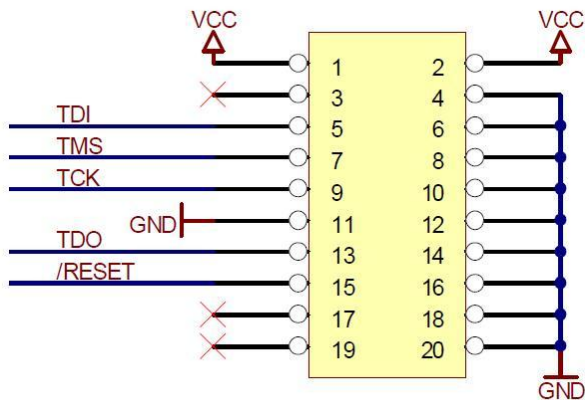 VCC VCC
1 2
3 4
TDI 5 6
TMS 7 8
TCK 9 10
GND 11 12
TDO 13 14
/RESET 15 16
17 18
19 20
GND